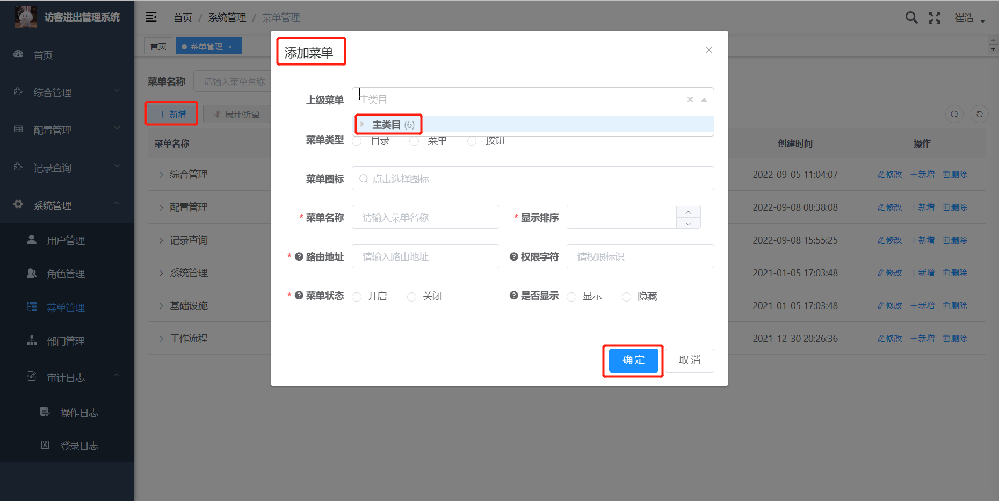 访客进出管理系统
首页
综合管理
配置管理
记录查询
系统管理
用户管理
角色管理
菜单管理
部门管理
审计日志
操作日志
登录日志
首页 / 系统管理 / 菜单管理
崔浩
首页
菜单管理 ×
菜单名称 请输入菜单名称
+ 新增 展开/折叠
菜单名称 创建时间 操作
综合管理 2022-09-05 11:04:07 修改 +新增 删除
配置管理 2022-09-08 08:38:08 修改 +新增 删除
记录查询 2022-09-08 15:55:25 修改 +新增 删除
系统管理 2021-01-05 17:03:48 修改 +新增 删除
基础设施 2021-01-05 17:03:48 修改 +新增 删除
工作流程 2021-12-30 20:26:36 修改 +新增 删除
添加菜单
上级菜单 主类目
主类目 (6)
菜单类型 目录 菜单 按钮
菜单图标 点击选择图标
* 菜单名称 请输入菜单名称 * 显示排序
* 路由地址 请输入路由地址 权限字符 请权限标识
* 菜单状态 开启 关闭 是否显示 显示 隐藏
确 定 取 消